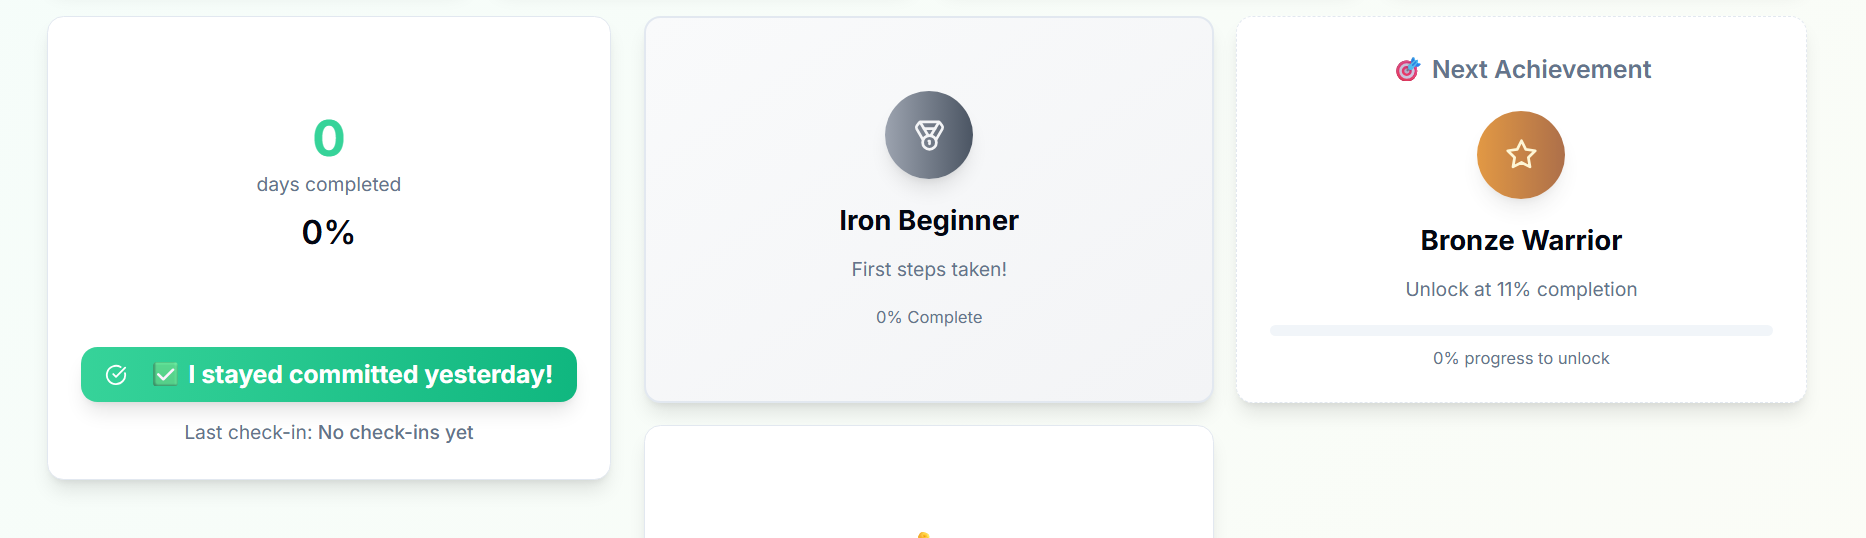 0
days completed
0%
✅ I stayed committed yesterday!
Last check-in: No check-ins yet
Iron Beginner
First steps taken!
0% Complete
🎯 Next Achievement
Bronze Warrior
Unlock at 11% completion
0% progress to unlock